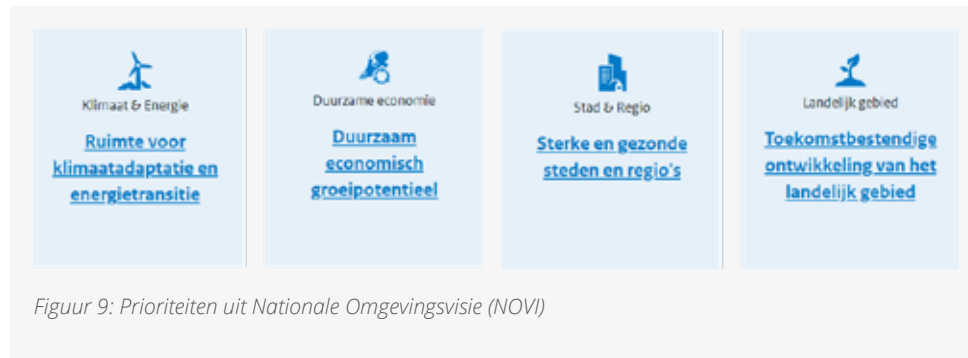 Klimaat & Energie
Ruimte voor
klimaatadaptatie en
energietransitie
Duurzame economie
Duurzaam
economisch
groeipotentieel
Stad & Regio
Sterke en gezonde
steden en regio's
Landelijk gebied
Toekomstbestendige
ontwikkeling van het
landelijk gebied
Figuur 9: Prioriteiten uit Nationale Omgevingsvisie (NOVI)